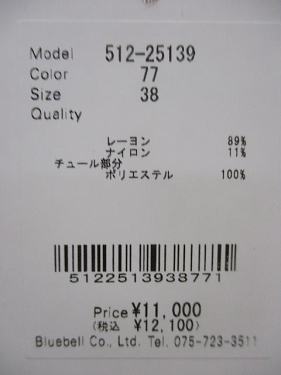 Model 512-25139
Color 77
Size 38
Quality
レーヨン 89%
ナイロン 11%
チュール部分
ポリエステル 100%
5122513938771
Price ¥11,000
(税込 ¥12,100)
Bluebell Co., Ltd. Tel. 075-723-3511